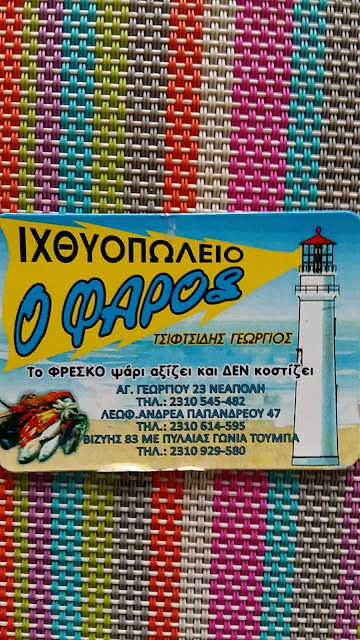 ΙΧΘΥΟΠΩΛΕΙΟ
Ο ΦΑΡΟΣ
ΤΣΙΦΤΣΙΔΗΣ ΓΕΩΡΓΙΟΣ
Το ΦΡΕΣΚΟ ψάρι αξίζει και ΔΕΝ κοστίζει
ΑΓ. ΓΕΩΡΓΙΟΥ 23 ΝΕΑΠΟΛΗ
ΤΗΛ.: 2310 545-482
ΛΕΩΦ.ΑΝΔΡΕΑ ΠΑΠΑΝΔΡΕΟΥ 47
ΤΗΛ.: 2310 614-595
ΒΙΖΥΗΣ 83 ΜΕ ΠΥΛΑΙΑΣ ΓΩΝΙΑ ΤΟΥΜΠΑ
ΤΗΛ.: 2310 929-580